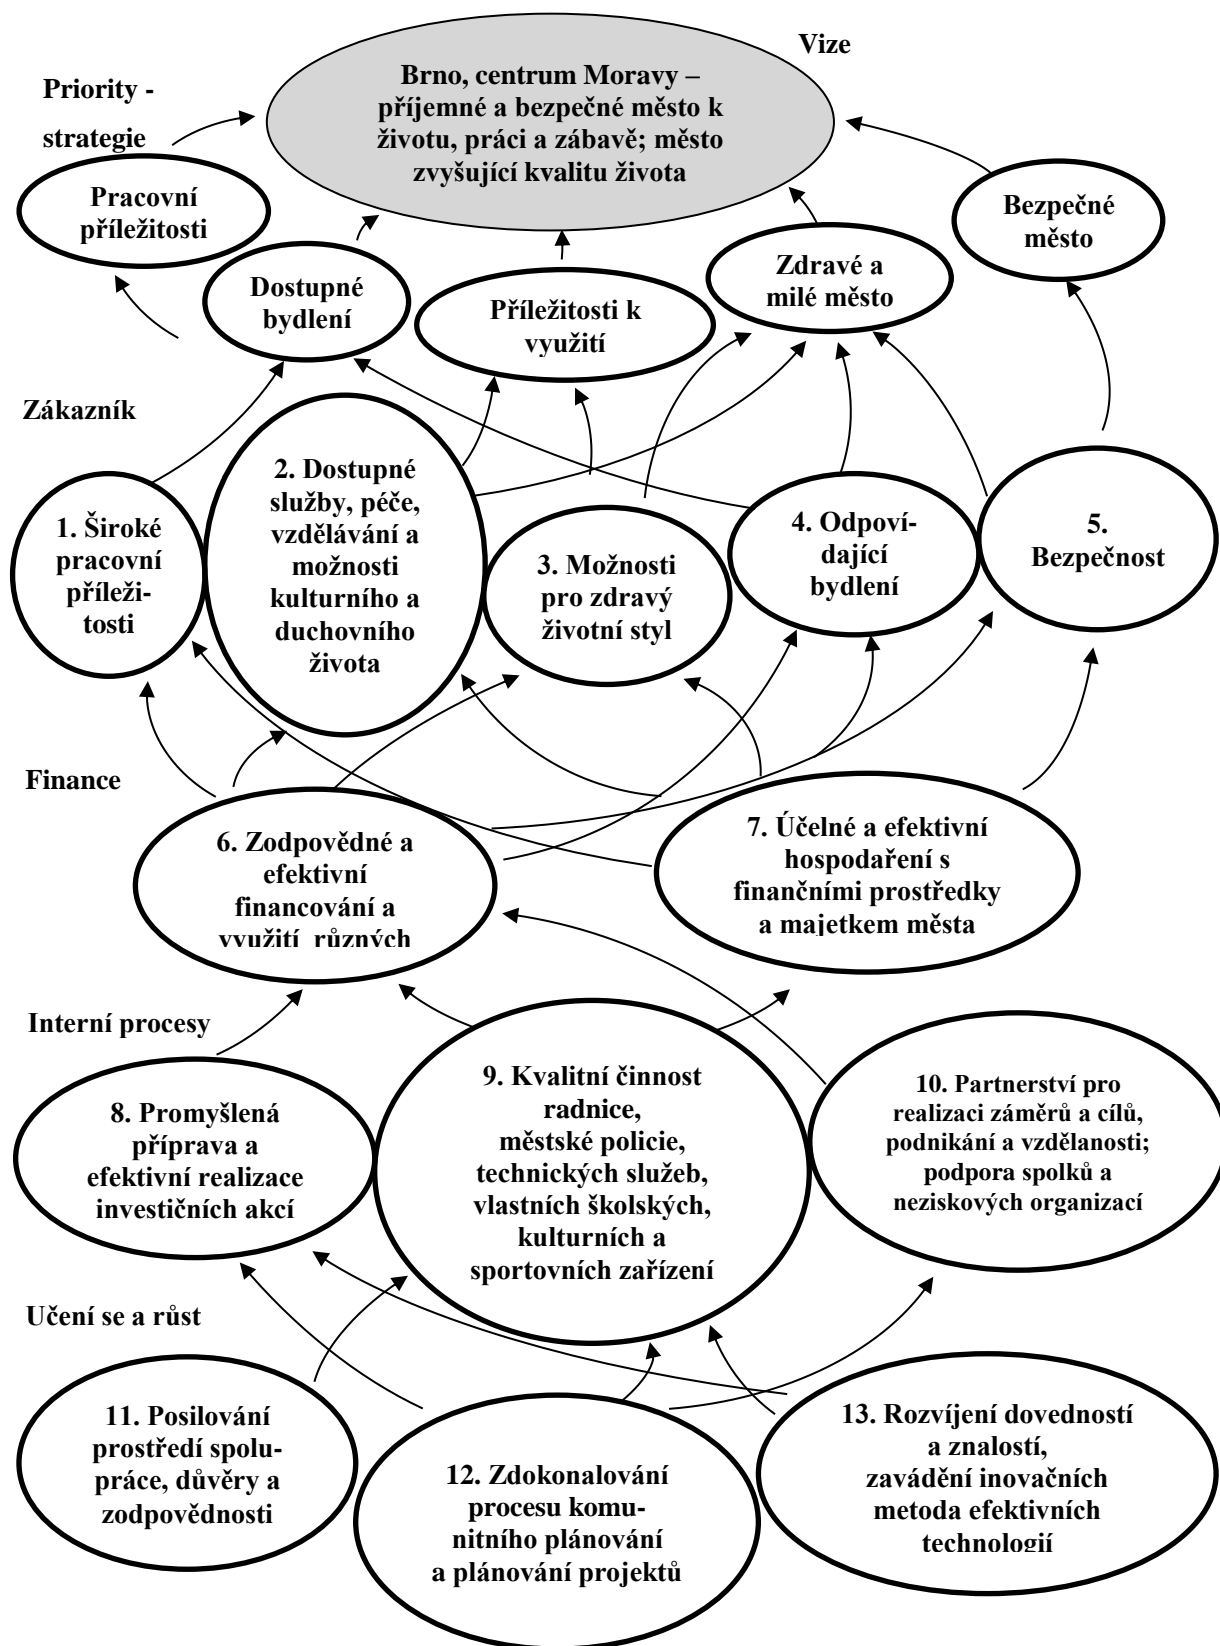 Vize
Brno, centrum Moravy –
příjemné a bezpečné město k
životu, práci a zábavě; město
zvyšující kvalitu života
Priority -
strategie
Pracovní
příležitosti
Bezpečné
město
Dostupné
bydlení
Příležitosti k
využití
Zdravé a
milé město
Zákazník
1. Široké
pracovní
příleži-
tosti
2. Dostupné
služby, péče,
vzdělávání a
možnosti
kulturního a
duchovního
života
3. Možnosti
pro zdravý
životní styl
4. Odpoví-
dající
bydlení
5.
Bezpečnost
Finance
6. Zodpovědné a
efektivní
financování a
využití různých
7. Účelné a efektivní
hospodaření s
finančními prostředky
a majetkem města
Interní procesy
8. Promyšlená
příprava a
efektivní realizace
investičních akcí
9. Kvalitní činnost
radnice,
městské policie,
technických služeb,
vlastních školských,
kulturních a
sportovních zařízení
10. Partnerství pro
realizaci záměrů a cílů,
podnikání a vzdělanosti;
podpora spolků a
neziskových organizací
Učení se a růst
11. Posilování
prostředí spolu-
práce, důvěry a
zodpovědnosti
12. Zdokonalování
procesu komu-
nitního plánování
a plánování projektů
13. Rozvíjení dovedností
a znalostí,
zavádění inovačních
metoda efektivních
technologií